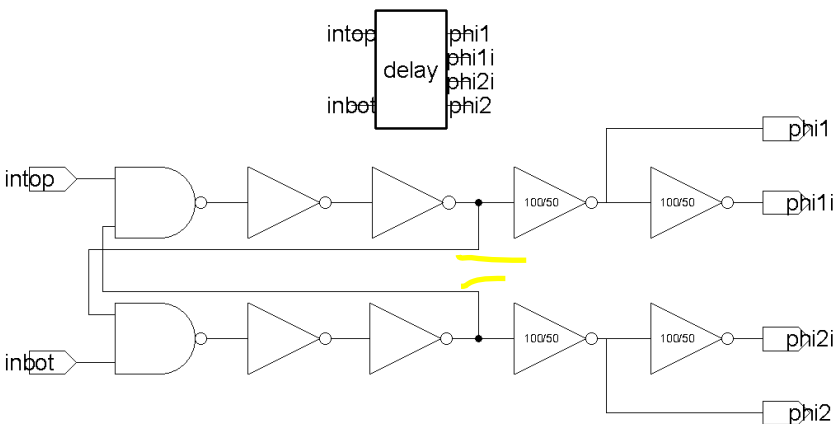 intop phi1
phi1i
delay
phi2i
inbot phi2
phi1
intop
100/50 100/50 phi1i
100/50 100/50 phi2i
inbot
phi2